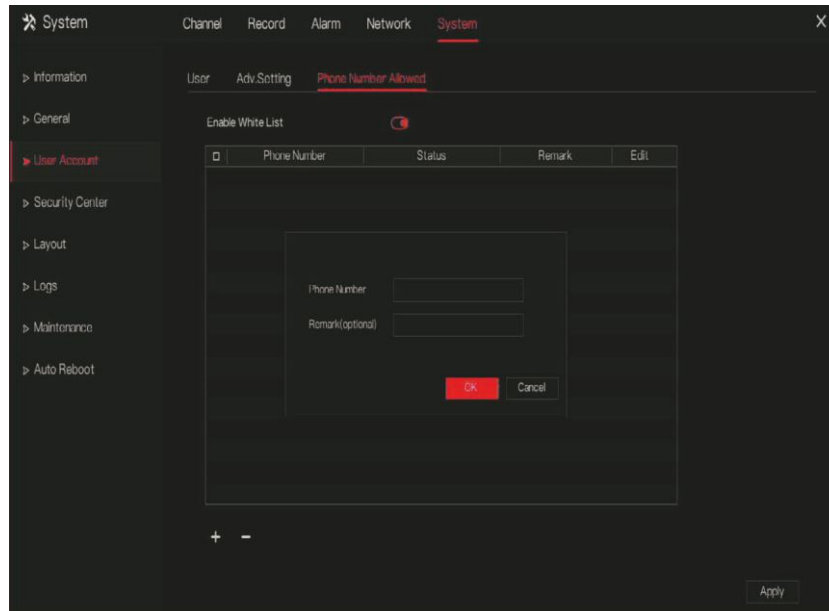 System Channel Record Alarm Network System X
Information
General
User Account
Security Center
Layout
Logs
Maintenance
Auto Reboot
User Adv.Setting Phone Number Allowed
Enable White List
Phone Number Status Remark Edit
Phone Number
Remark(optional)
OK Cancel
+ -
Apply